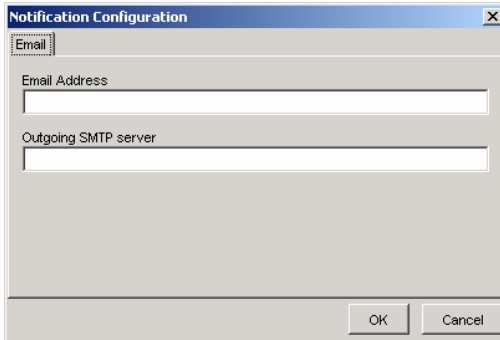 Notification Configuration
Email
Email Address
Outgoing SMTP server
OK Cancel